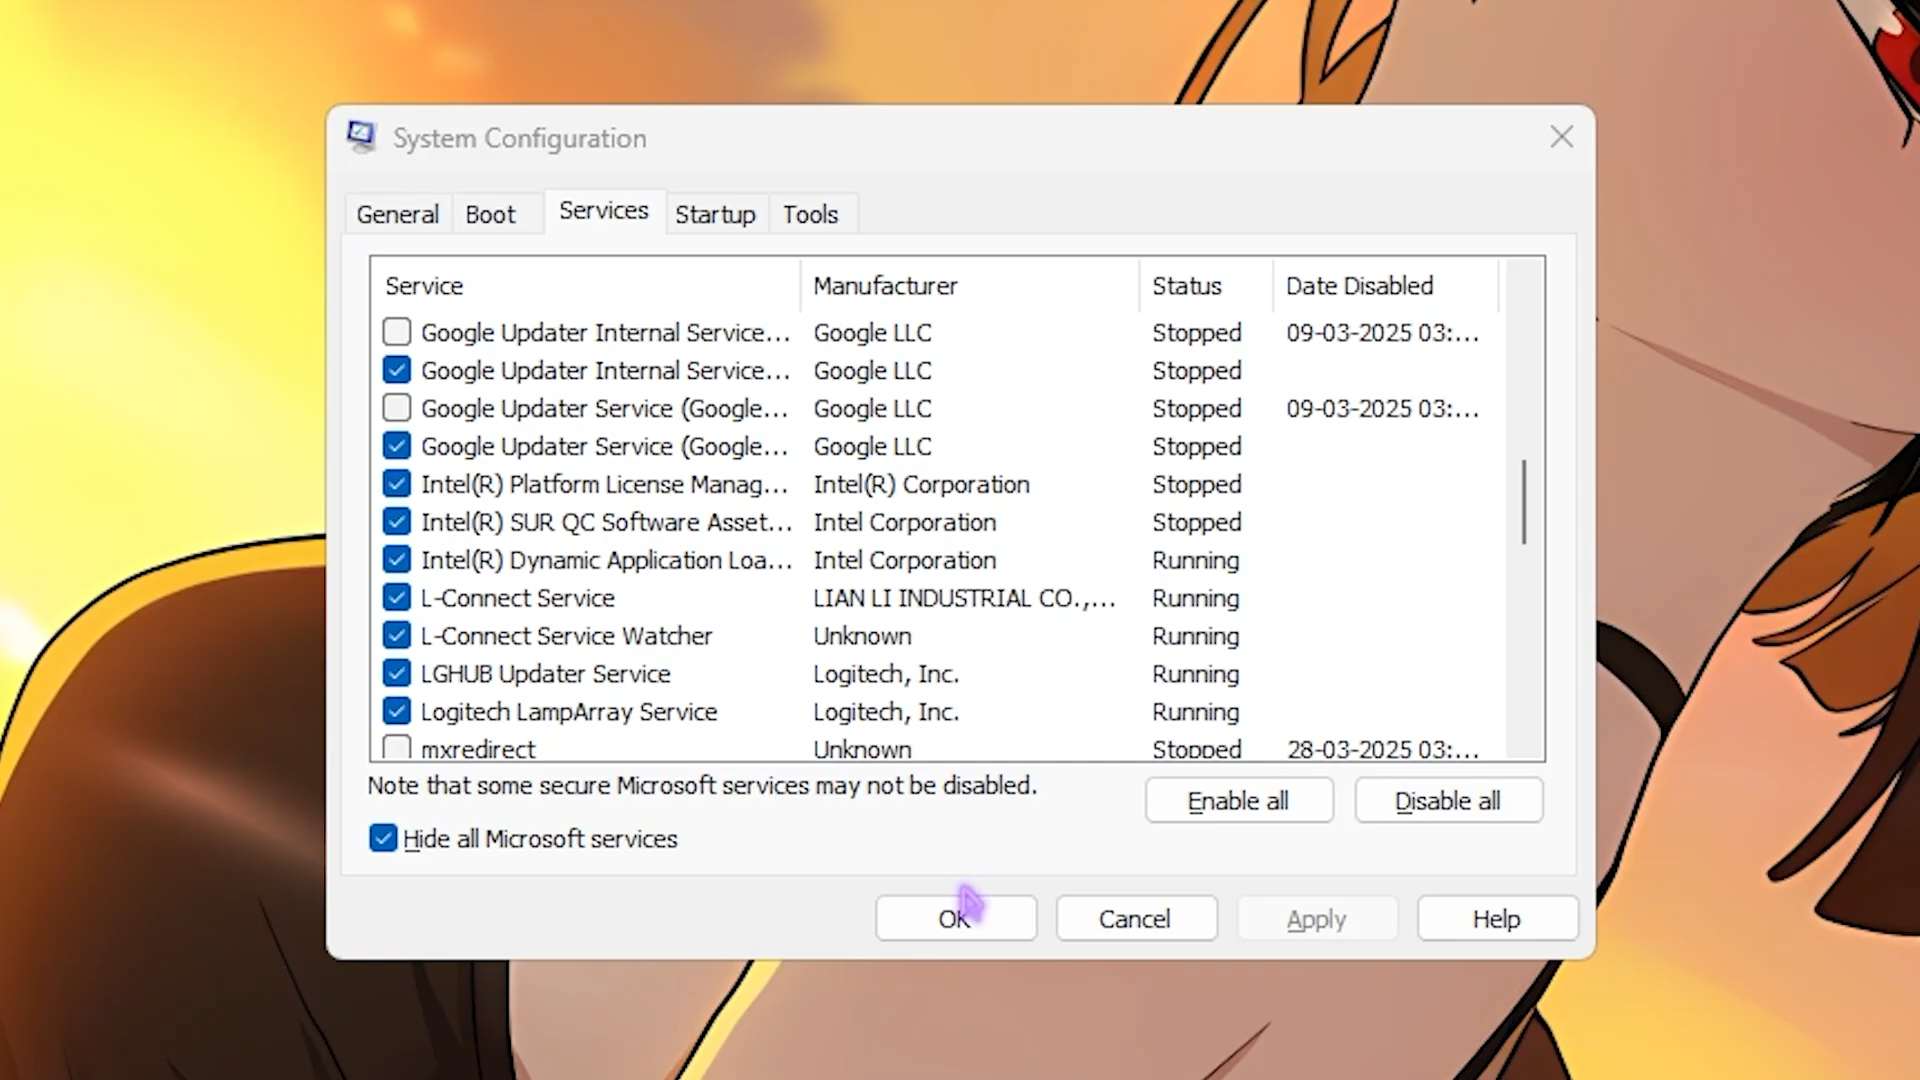 System Configuration
General Boot Services Startup Tools
Service Manufacturer Status Date Disabled
Google Updater Internal Service... Google LLC Stopped 09-03-2025 03:...
Google Updater Internal Service... Google LLC Stopped
Google Updater Service (Google... Google LLC Stopped 09-03-2025 03:...
Google Updater Service (Google... Google LLC Stopped
Intel(R) Platform License Manag... Intel(R) Corporation Stopped
Intel(R) SUR QC Software Asset... Intel Corporation Stopped
Intel(R) Dynamic Application Loa... Intel Corporation Running
L-Connect Service LIAN LI INDUSTRIAL CO.,... Running
L-Connect Service Watcher Unknown Running
LGHUB Updater Service Logitech, Inc. Running
Logitech LampArray Service Logitech, Inc. Running
mxredirect Unknown Stopped 28-03-2025 03:...
Note that some secure Microsoft services may not be disabled.
Enable all Disable all
Hide all Microsoft services
OK Cancel Apply Help